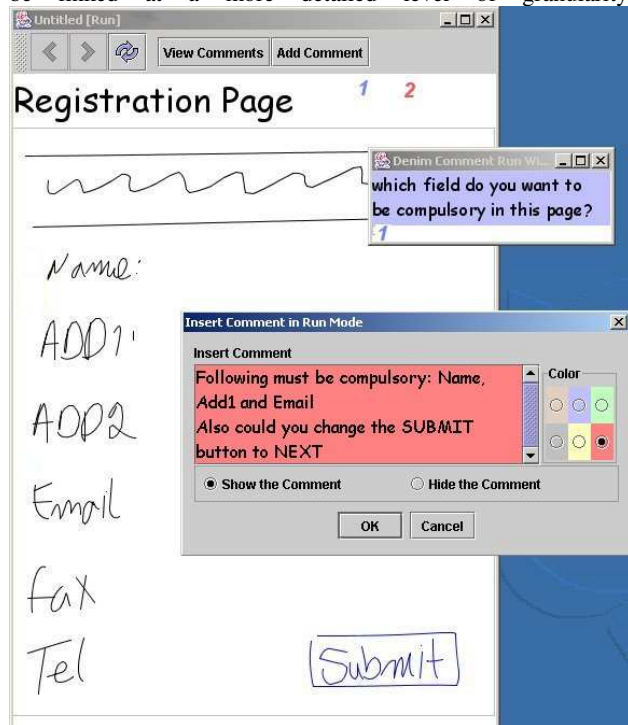 be linked at a more detailed level of granularity
Untitled [Run]
View Comments Add Comment
Registration Page 1 2
Denim Comment Run Wi...
which field do you want to
be compulsory in this page?
1
Name:
ADD1:
ADD2
Email
Fax
Tel
Submit
Insert Comment in Run Mode
Insert Comment
Following must be compulsory: Name,
Add1 and Email
Also could you change the SUBMIT
button to NEXT
Color
Show the Comment Hide the Comment
OK Cancel